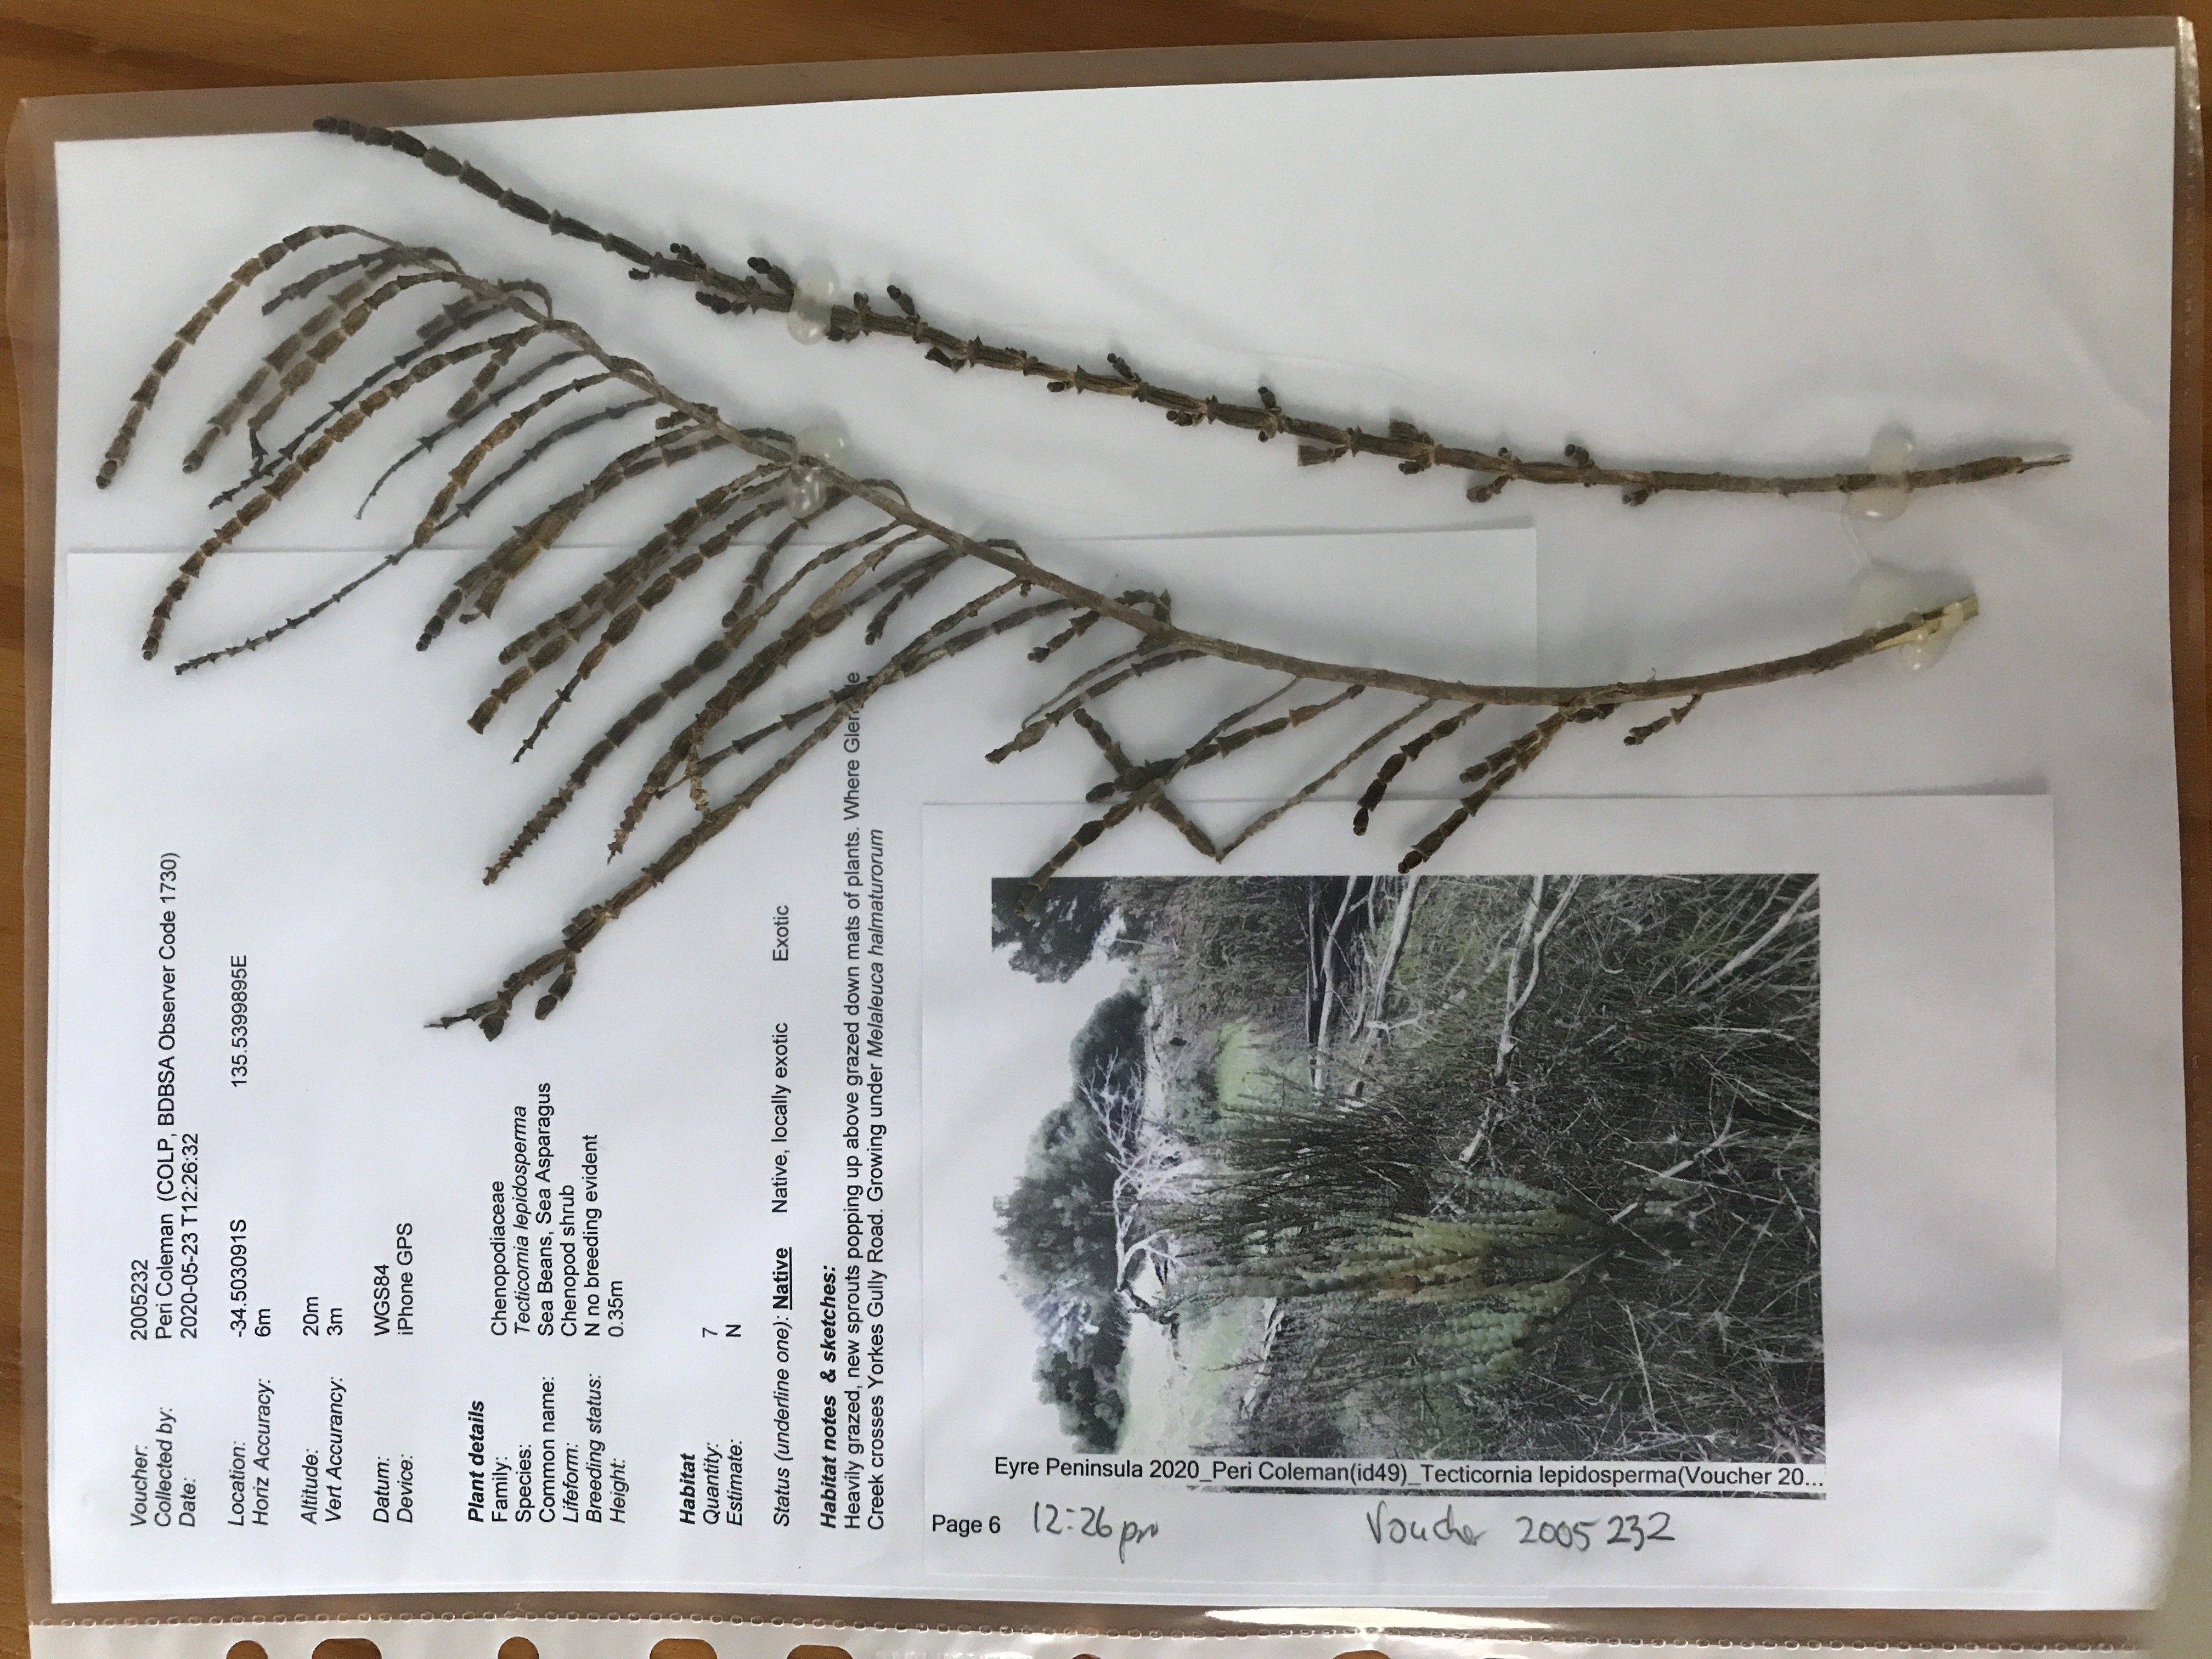 Voucher: 2005232
Collected by: Peri Coleman (COLP, BDBSA Observer Code 1730)
Date: 2020-05-23 T12:26:32
Location: -34.503091S 135.5399895E
Horiz Accuracy: 6m
Altitude: 20m
Vert Accurancy: 3m
Datum: WGS84
Device: iPhone GPS
Plant details
Family: Chenopodiaceae
Species: Tecticornia lepidosperma
Common name: Sea Beans, Sea Asparagus
Lifeform: Chenopod shrub
Breeding status: N no breeding evident
Height: 0.35m
Habitat
Quantity: 7
Estimate: N
Status (underline one): Native Native, locally exotic Exotic
Habitat notes & sketches:
Heavily grazed, new sprouts popping up above grazed down mats of plants. Where
Creek crosses Yorkes Gully Road. Growing under Melaleuca halmaturorum
Eyre Peninsula 2020_Peri Coleman(id49)_Tecticornia lepidosperma(Voucher 20...
Page 6 12:26pm Voucher 2005232